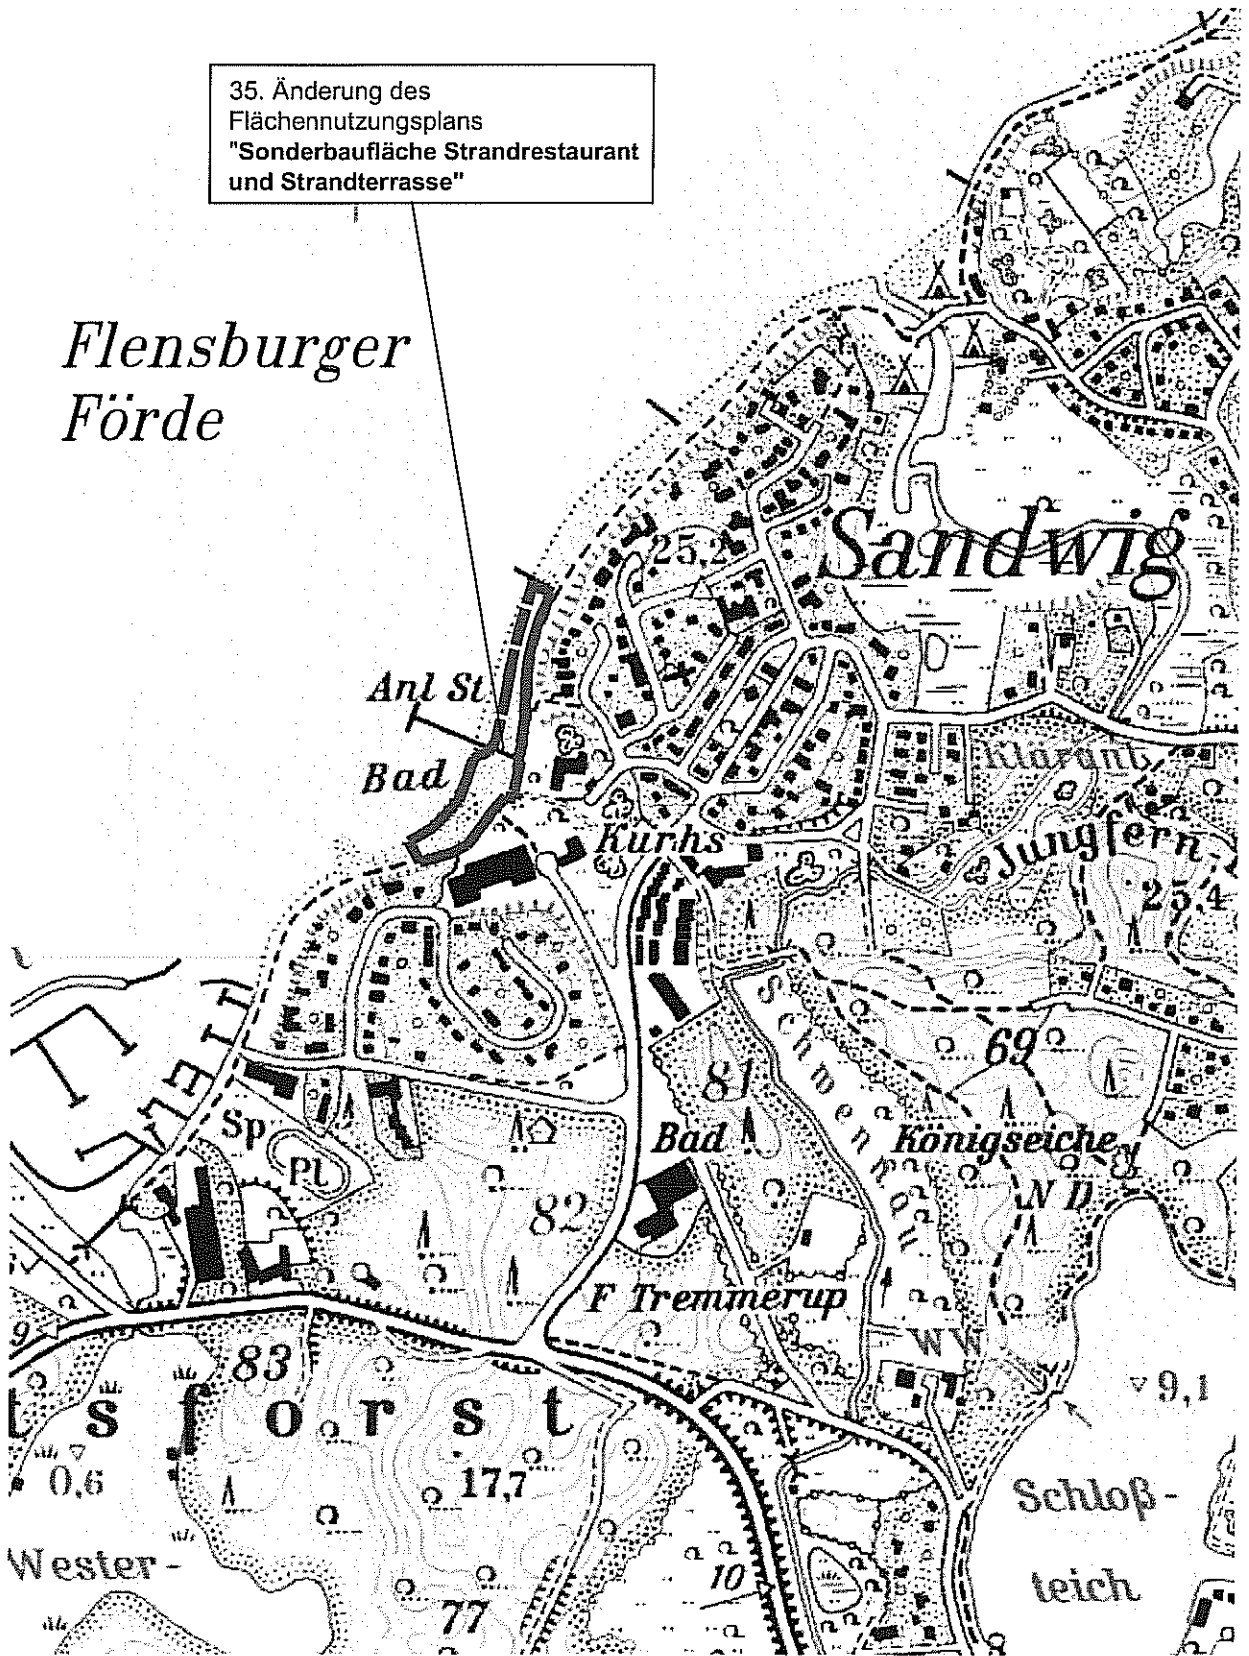 35. Änderung des
Flächennutzungsplans
"Sonderbaufläche Strandrestaurant
und Strandterrasse"
Flensburger
Förde
Sandwig
25,2
Anl St
Bad
Kläranl
Kurhs
Jungfern-
25,4
Schwennau
69
81
Sp
Pl
Bad
Königseiche
N D
82
F Tremmerup
W W
83
9,1
t s f o r s t
0,6
17,7
Schloß-
teich
Wester-
10
77